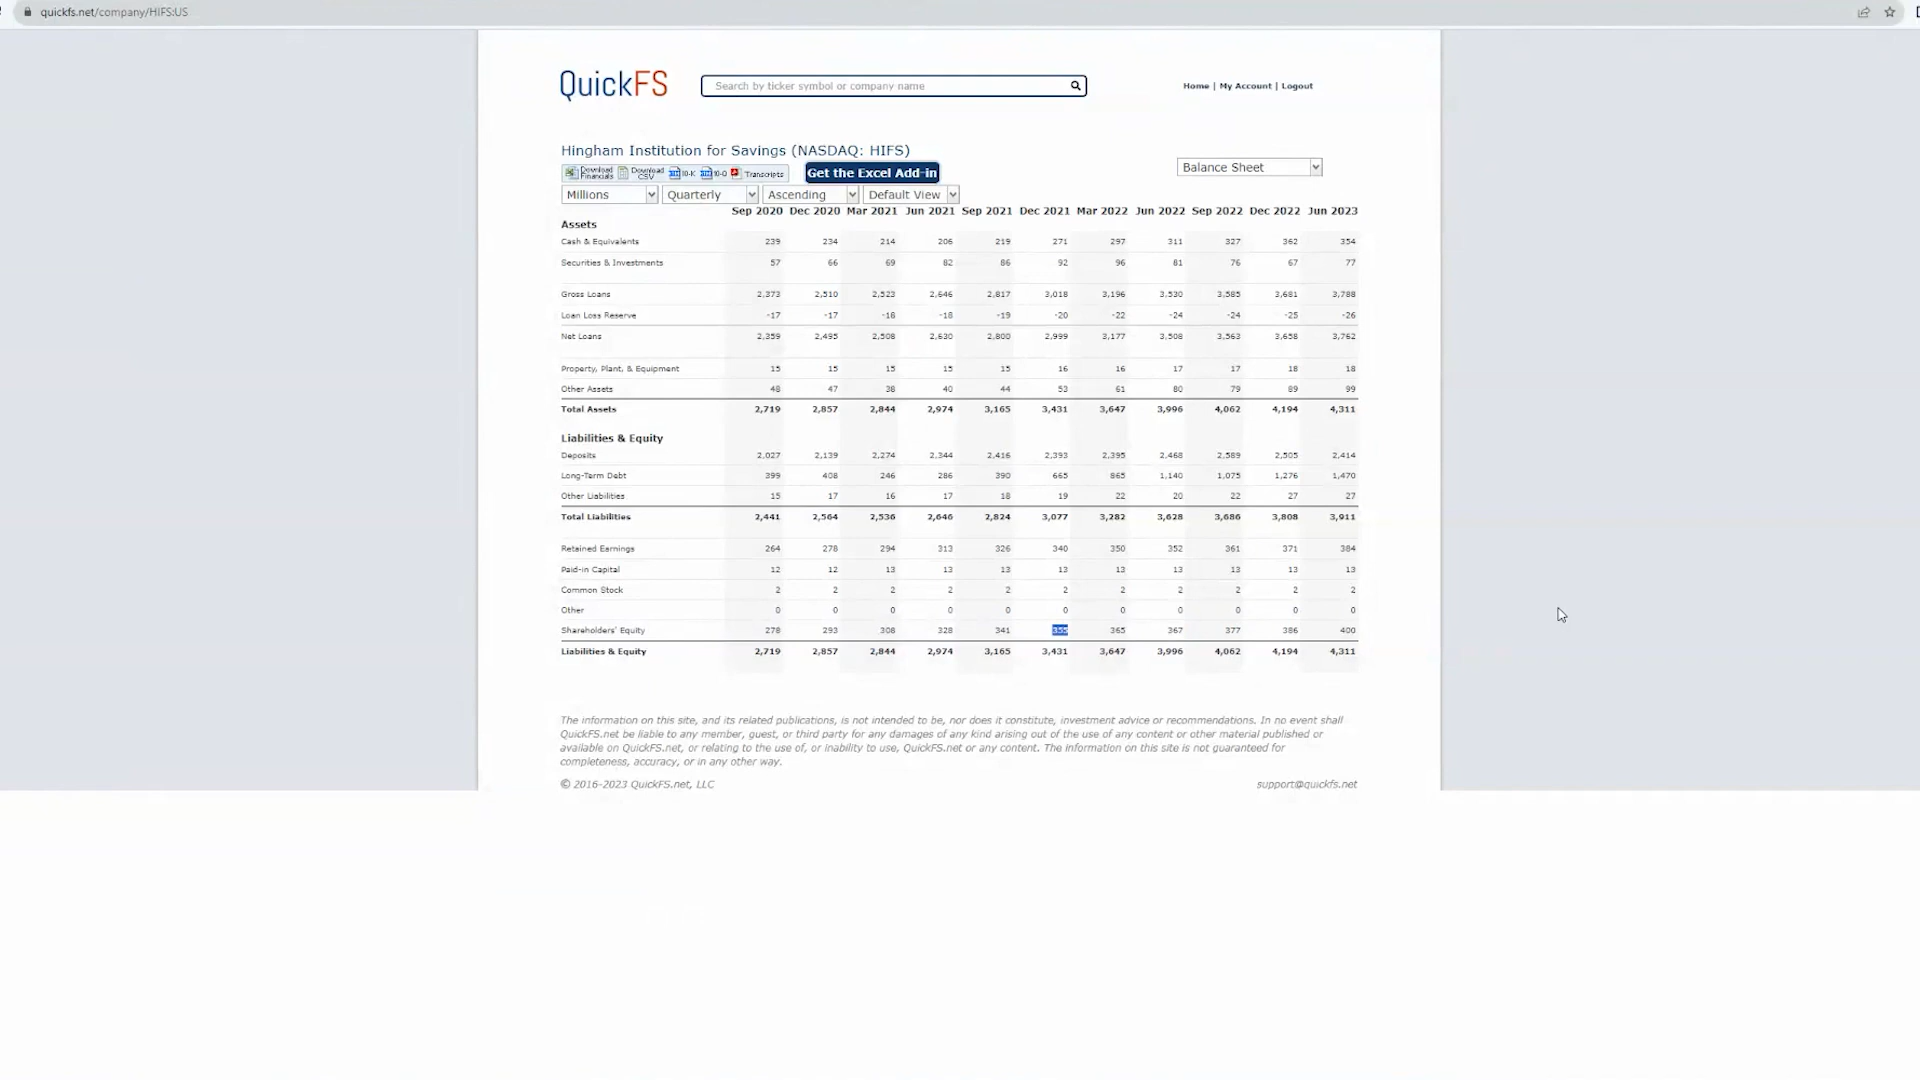 quickfs.net/company/HIFS:US
QuickFS
Search by ticker symbol or company name
Home | My Account | Logout
Hingham Institution for Savings (NASDAQ: HIFS)
Download Financials Download CSV 10-K 10-Q Transcripts Get the Excel Add-in
Balance Sheet
Millions Quarterly Ascending Default View
Sep 2020 Dec 2020 Mar 2021 Jun 2021 Sep 2021 Dec 2021 Mar 2022 Jun 2022 Sep 2022 Dec 2022 Jun 2023
Assets
Cash & Equivalents 239 234 214 206 219 271 297 311 327 362 354
Securities & Investments 57 66 69 82 86 92 96 81 76 67 77
Gross Loans 2,373 2,510 2,523 2,646 2,817 3,018 3,196 3,530 3,585 3,681 3,788
Loan Loss Reserve -17 -17 -18 -18 -19 -20 -22 -24 -24 -25 -26
Net Loans 2,359 2,495 2,508 2,630 2,800 2,999 3,177 3,508 3,563 3,658 3,762
Property, Plant, & Equipment 15 15 15 15 15 16 16 17 17 18 18
Other Assets 48 47 38 40 44 53 61 80 79 89 99
Total Assets 2,719 2,857 2,844 2,974 3,165 3,431 3,647 3,996 4,062 4,194 4,311
Liabilities & Equity
Deposits 2,027 2,139 2,274 2,344 2,416 2,393 2,395 2,468 2,589 2,505 2,414
Long-Term Debt 399 408 246 286 390 665 865 1,140 1,075 1,276 1,470
Other Liabilities 15 17 16 17 18 19 22 20 22 27 27
Total Liabilities 2,441 2,564 2,536 2,646 2,824 3,077 3,282 3,628 3,686 3,808 3,911
Retained Earnings 264 278 294 313 326 340 350 352 361 371 384
Paid-in Capital 12 12 13 13 13 13 13 13 13 13 13
Common Stock 2 2 2 2 2 2 2 2 2 2 2
Other 0 0 0 0 0 0 0 0 0 0 0
Shareholders' Equity 278 293 308 328 341 355 365 367 377 386 400
Liabilities & Equity 2,719 2,857 2,844 2,974 3,165 3,431 3,647 3,996 4,062 4,194 4,311
The information on this site, and its related publications, is not intended to be, nor does it constitute, investment advice or recommendations. In no event shall
QuickFS.net be liable to any member, guest, or third party for any damages of any kind arising out of the use of any content or other material published or
available on QuickFS.net, or relating to the use of, or inability to use, QuickFS.net or any content. The information on this site is not guaranteed for
completeness, accuracy, or in any other way.
© 2016-2023 QuickFS.net, LLC support@quickfs.net